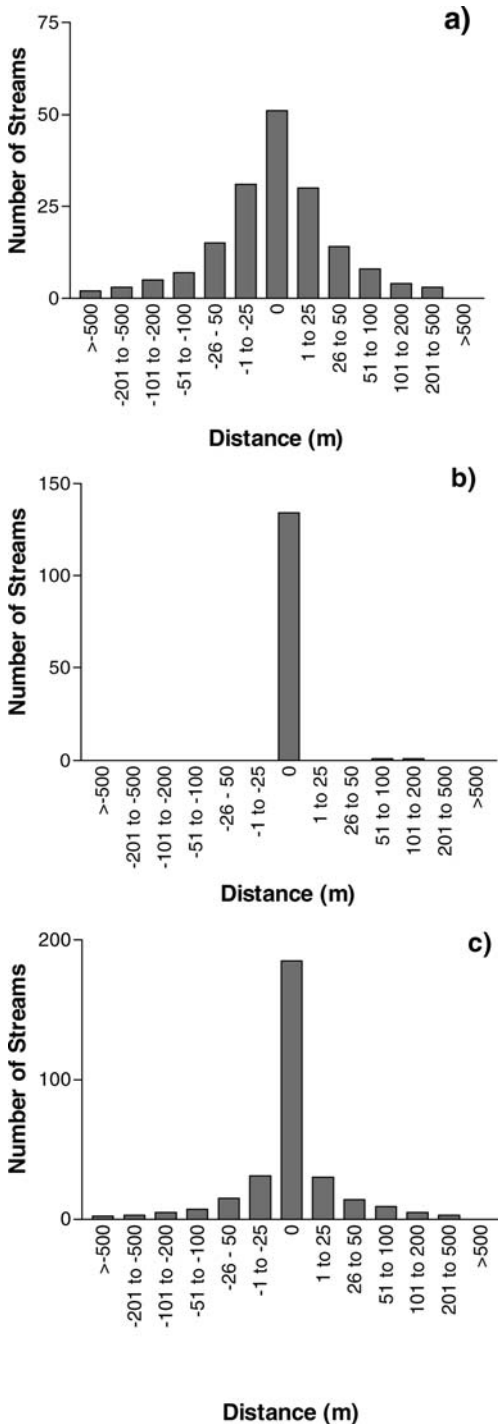 a)
Number of Streams
75
50
25
0
>-500
-201 to -500
-101 to -200
-51 to -100
-26 - 50
-1 to -25
0
1 to 25
26 to 50
51 to 100
101 to 200
201 to 500
>500
Distance (m)
b)
Number of Streams
150
100
50
0
>-500
-201 to -500
-101 to -200
-51 to -100
-26 - 50
-1 to -25
0
1 to 25
26 to 50
51 to 100
101 to 200
201 to 500
>500
Distance (m)
c)
Number of Streams
200
100
0
>-500
-201 to -500
-101 to -200
-51 to -100
-26 - 50
-1 to -25
0
1 to 25
26 to 50
51 to 100
101 to 200
201 to 500
>500
Distance (m)